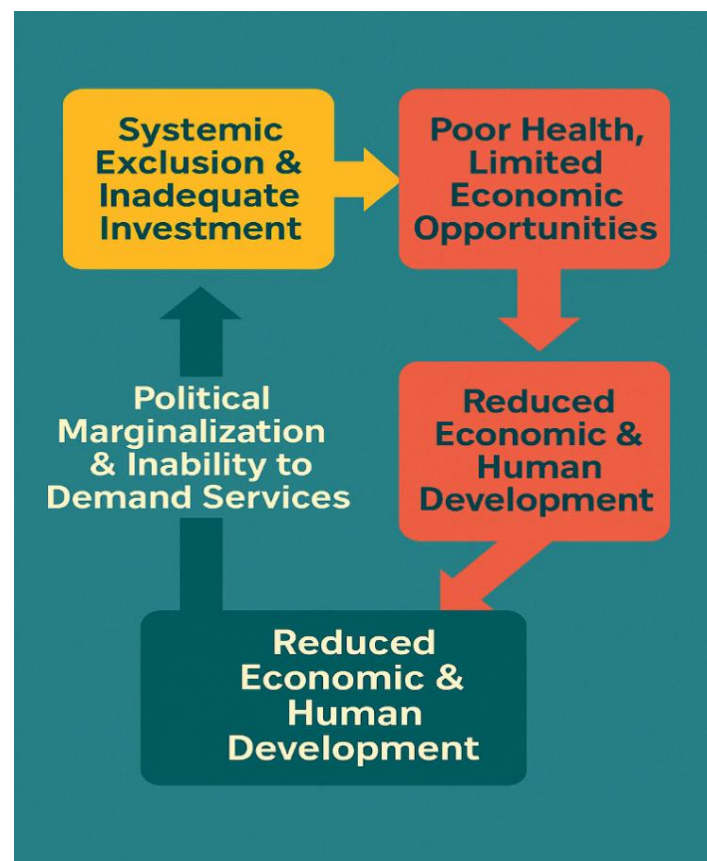 Systemic
Exclusion &
Inadequate
Investment
Poor Health,
Limited
Economic
Opportunities
Reduced
Economic &
Human
Development
Reduced
Economic &
Human
Development
Political
Marginalization
& Inability to
Demand Services